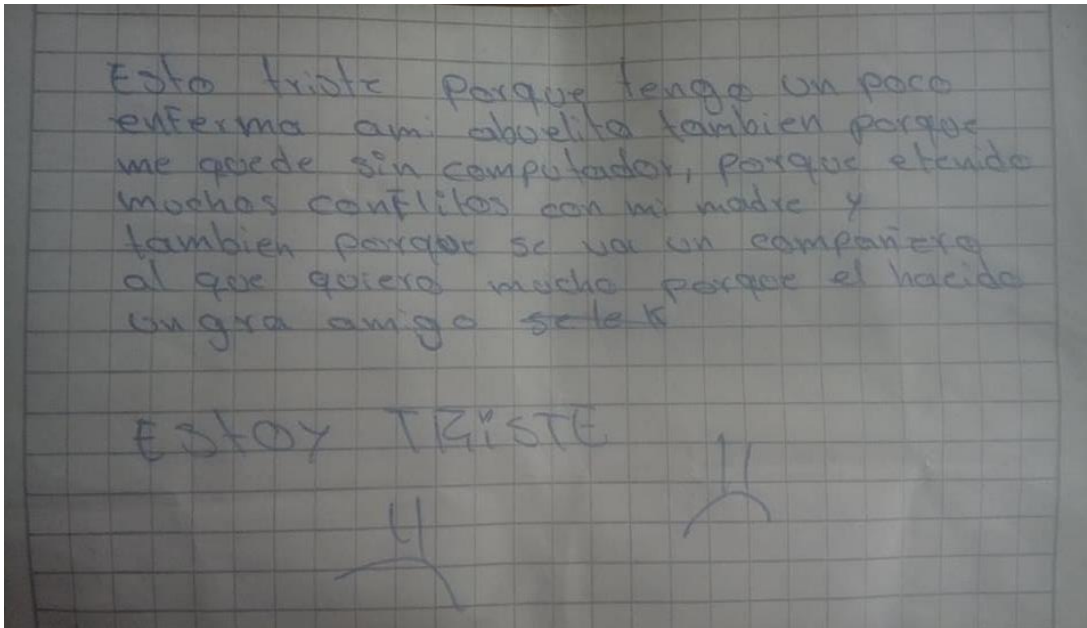 Esto triste porque tengo un poco
enferma ami abuelita tambien porque
me quede sin computador, porque etenido
muchos conflitos con mi madre y
tambien porque se va un compañero
al que quiero mucho porque el hacido
un gra amigo
ESTOY TRISTE